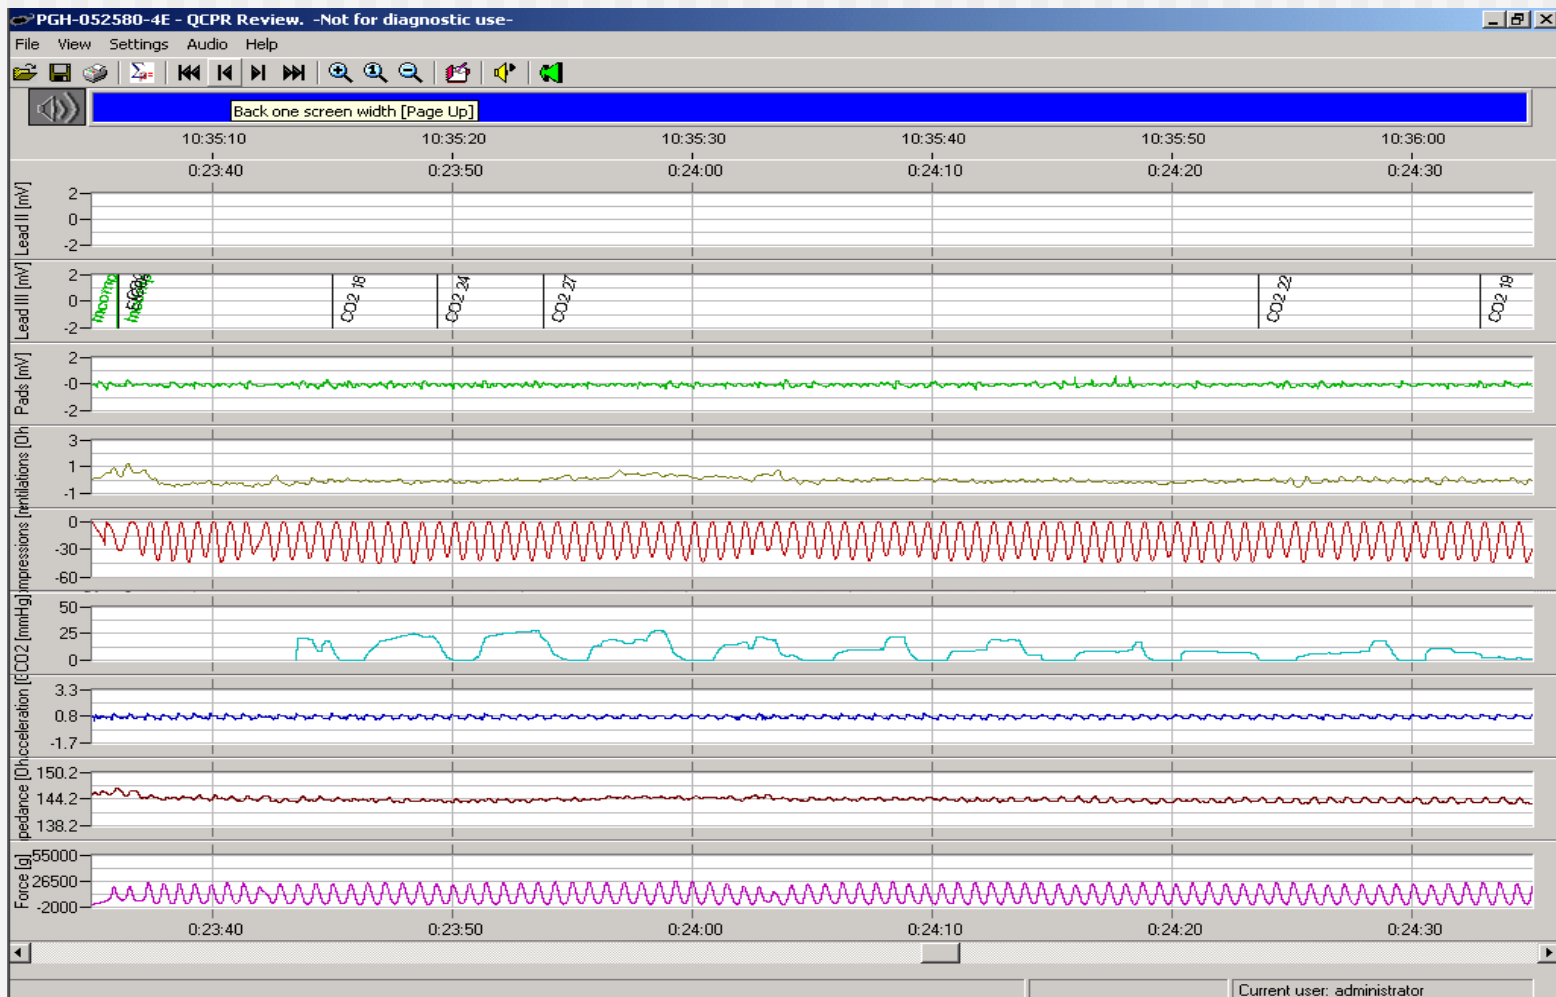 PGH-052580-4E - QCPR Review.  -Not for diagnostic use-
File View Settings Audio Help
Back one screen width [Page Up]
10:35:10 10:35:20 10:35:30 10:35:40 10:35:50 10:36:00
0:23:40 0:23:50 0:24:00 0:24:10 0:24:20 0:24:30
Lead II [mV]
2
0
-2
Lead III [mV]
2
0
-2
CO2 18
CO2 24
CO2 27
CO2 22
CO2 19
Pads [mV]
2
-0
-2
entilations [Oh
3
1
-1
mpressions [m
0
-30
-60
CO2 [mmHg]
50
25
0
cceleration [G
3.3
0.8
-1.7
pedance [Oh
150.2
144.2
138.2
Force [g]
55000
26500
-2000
0:23:40 0:23:50 0:24:00 0:24:10 0:24:20 0:24:30
Current user: administrator